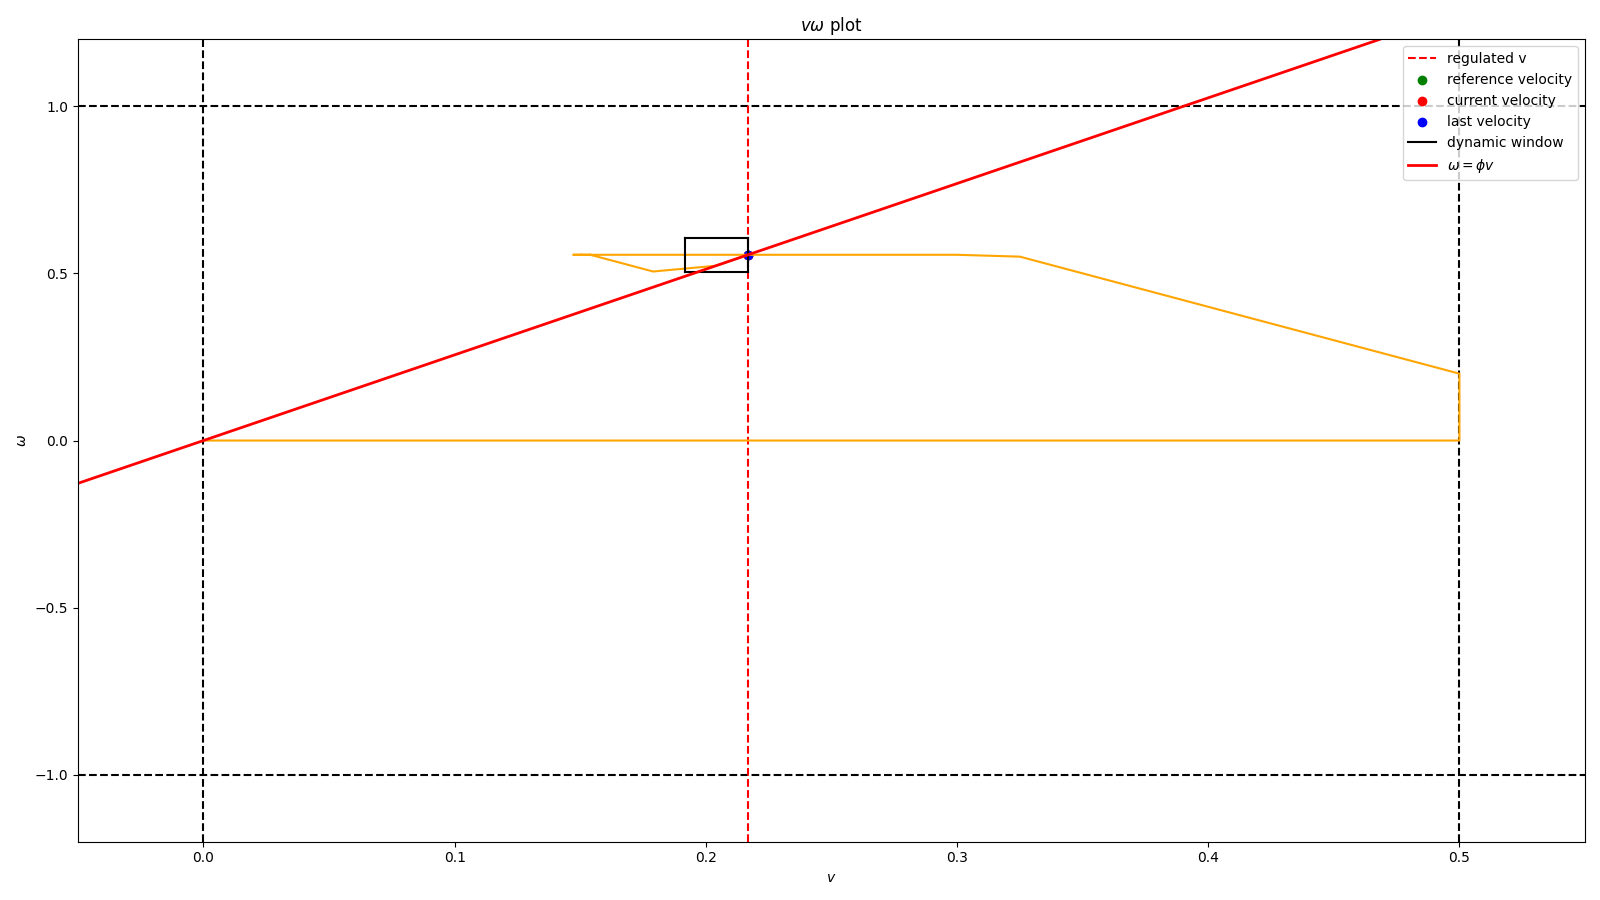 vω plot
regulated v
reference velocity
current velocity
last velocity
dynamic window
ω = ϕv
1.0
0.5
0.0
−0.5
−1.0
ω
0.0 0.1 0.2 0.3 0.4 0.5
v